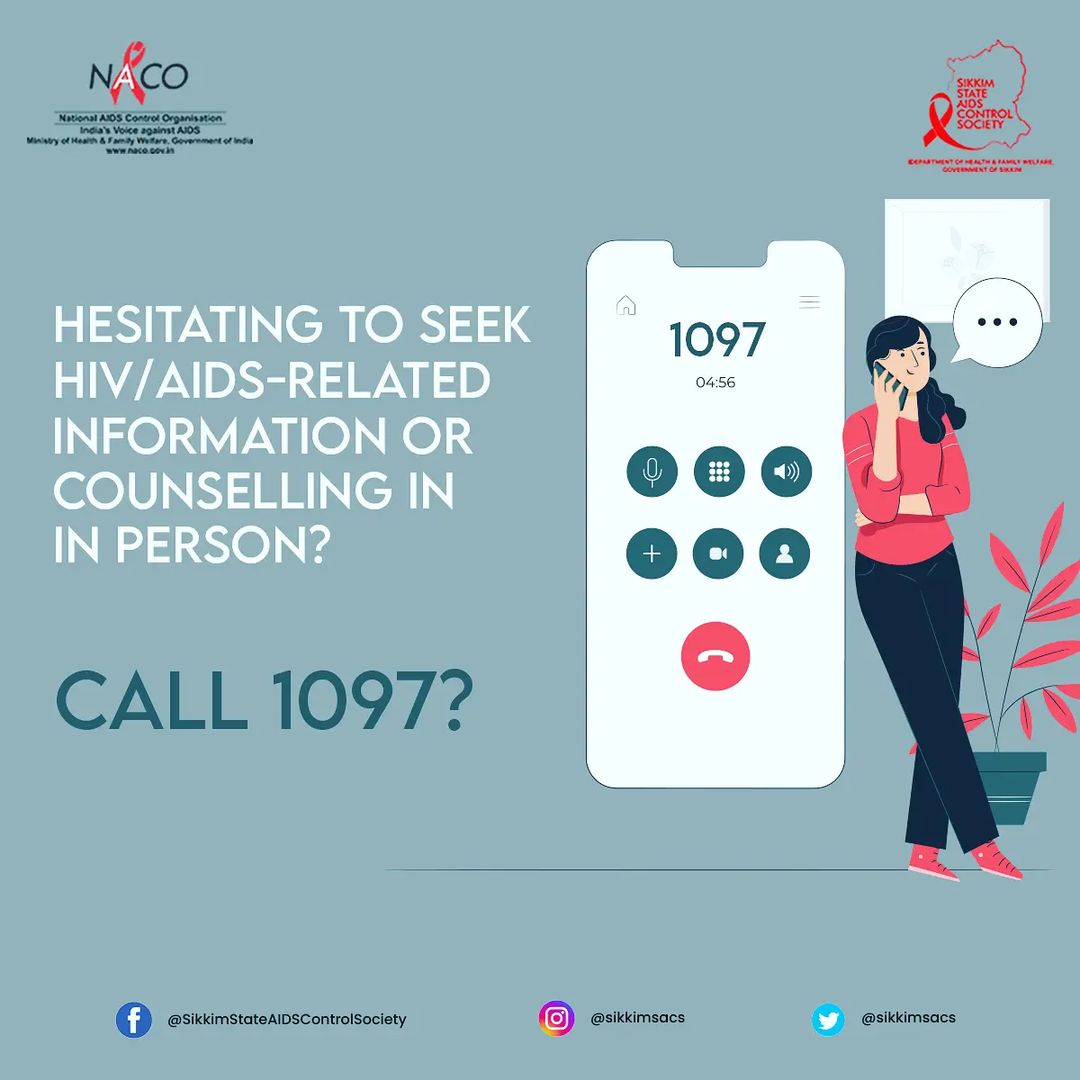 NACO
National AIDS Control Organisation
India's Voice against AIDS
Ministry of Health & Family Welfare, Government of India
www.naco.gov.in
SIKKIM
STATE
AIDS
CONTROL
SOCIETY
DEPARTMENT OF HEALTH & FAMILY WELFARE,
GOVERNMENT OF SIKKIM
HESITATING TO SEEK
HIV/AIDS-RELATED
INFORMATION OR
COUNSELLING IN
IN PERSON?
CALL 1097?
1097
04:56
@SikkimStateAIDSControlSociety
@sikkimsacs
@sikkimsacs